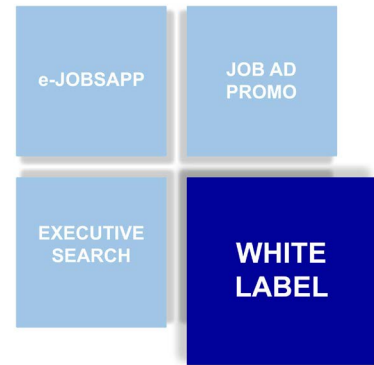 e-JOBSAPP
JOB AD
PROMO
EXECUTIVE
SEARCH
WHITE
LABEL